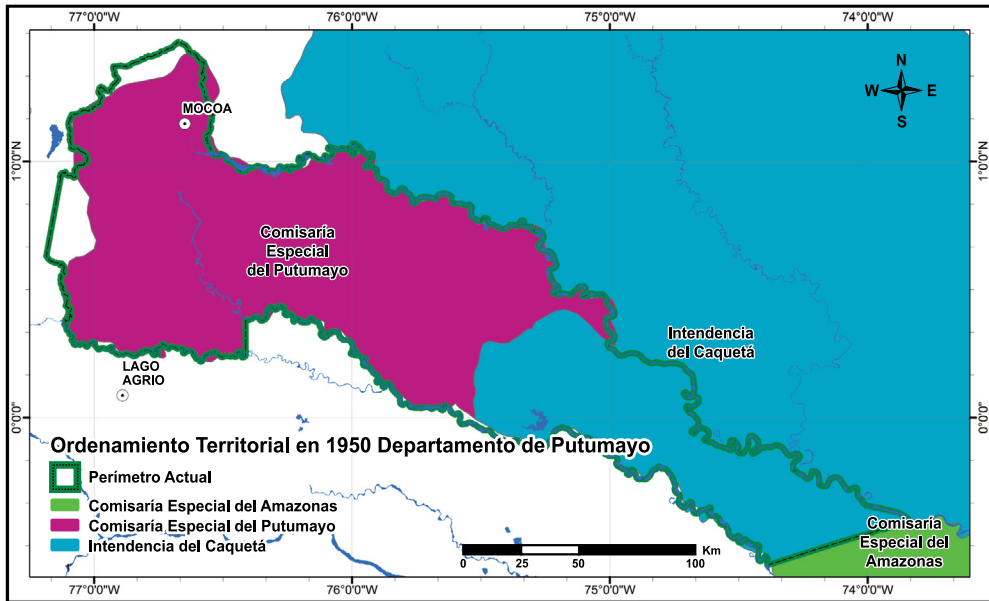 77°0'0"W
76°0'0"W
75°0'0"W
74°0'0"W
N
W E
S
MOCOA
1°0'0"N
1°0'0"N
Comisaría
Especial
del Putumayo
Intendencia
del Caquetá
LAGO
AGRIO
0°0'0"
0°0'0"
Ordenamiento Territorial en 1950 Departamento de Putumayo
Perímetro Actual
Comisaría Especial del Amazonas
Comisaría Especial del Putumayo
Intendencia del Caquetá
Km
0 25 50 100
Comisaría
Especial del
Amazonas
77°0'0"W
76°0'0"W
75°0'0"W
74°0'0"W